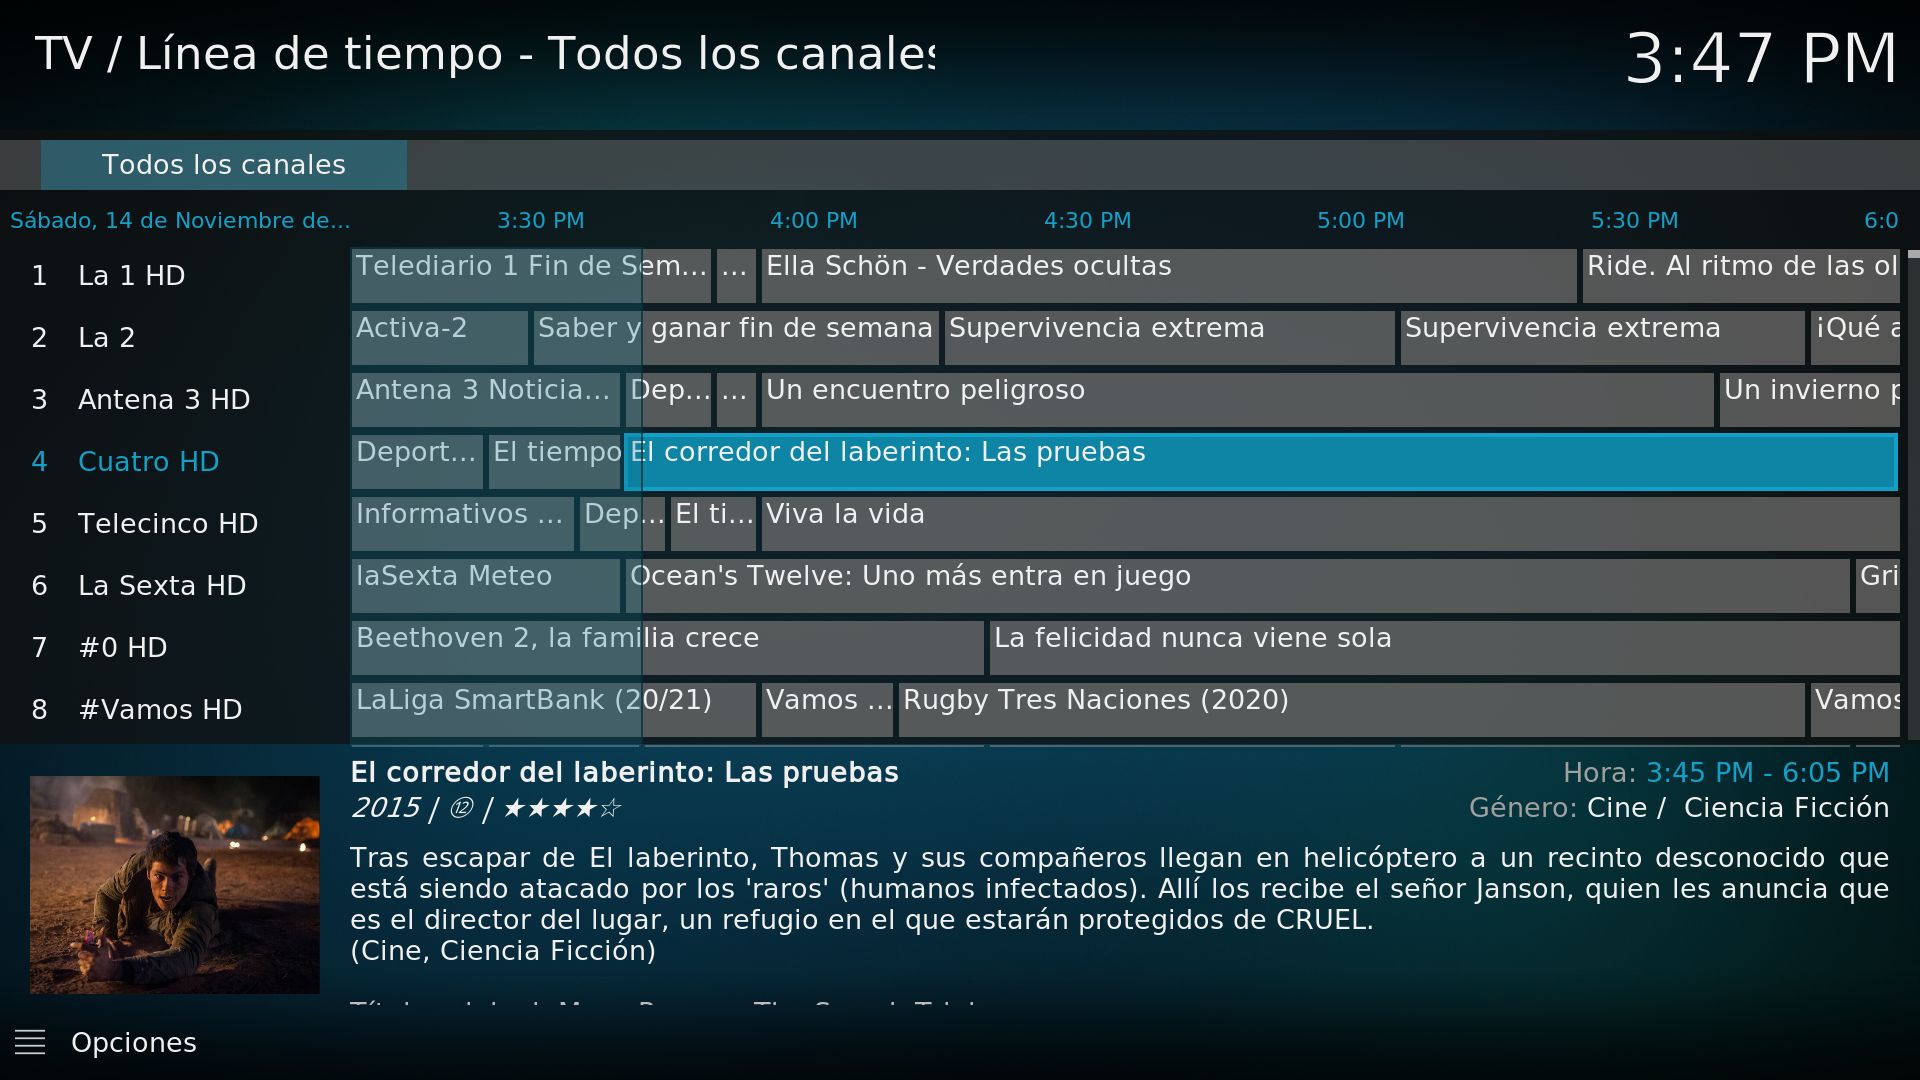 TV / Línea de tiempo - Todos los canales
3:47 PM
Todos los canales
Sábado, 14 de Noviembre de... 3:30 PM 4:00 PM 4:30 PM 5:00 PM 5:30 PM 6:0
1 La 1 HD Telediario 1 Fin de Sem... ... Ella Schön - Verdades ocultas Ride. Al ritmo de las ol
2 La 2 Activa-2 Saber y ganar fin de semana Supervivencia extrema Supervivencia extrema ¡Qué a
3 Antena 3 HD Antena 3 Noticia... Dep... ... Un encuentro peligroso Un invierno p
4 Cuatro HD Deport... El tiempo El corredor del laberinto: Las pruebas
5 Telecinco HD Informativos ... Dep... El ti... Viva la vida
6 La Sexta HD laSexta Meteo Ocean's Twelve: Uno más entra en juego Gri
7 #0 HD Beethoven 2, la familia crece La felicidad nunca viene sola
8 #Vamos HD LaLiga SmartBank (20/21) Vamos ... Rugby Tres Naciones (2020) Vamos
El corredor del laberinto: Las pruebas
Hora: 3:45 PM - 6:05 PM
2015 | ⑫ | ★★★★☆
Género: Cine / Ciencia Ficción
Tras escapar de El laberinto, Thomas y sus compañeros llegan en helicóptero a un recinto desconocido que
está siendo atacado por los 'raros' (humanos infectados). Allí los recibe el señor Janson, quien les anuncia que
es el director del lugar, un refugio en el que estarán protegidos de CRUEL.
(Cine, Ciencia Ficción)
Opciones